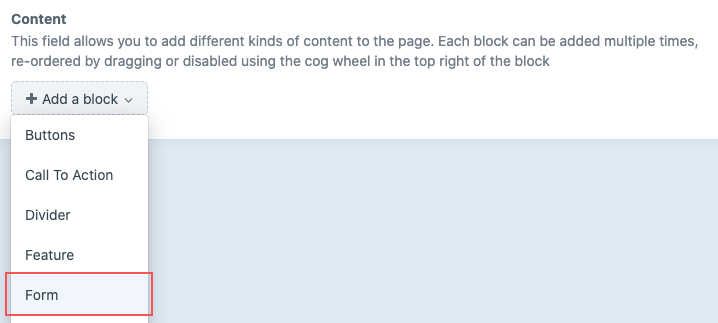 Content
This field allows you to add different kinds of content to the page. Each block can be added multiple times,
re-ordered by dragging or disabled using the cog wheel in the top right of the block
Add a block
Buttons
Call To Action
Divider
Feature
Form